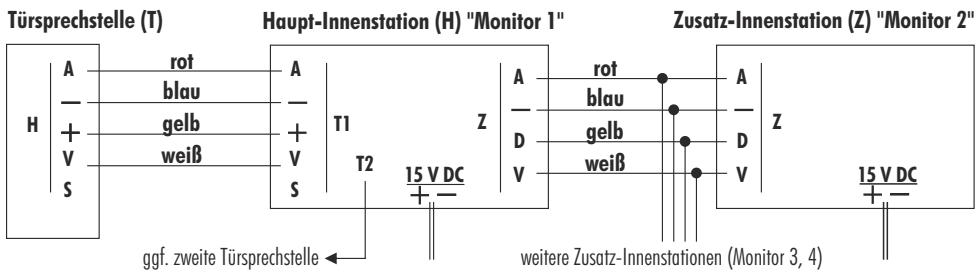 Türsprechstelle (T) Haupt-Innenstation (H) "Monitor 1" Zusatz-Innenstation (Z) "Monitor 2"
A rot A A rot A
— blau — — blau —
H + gelb + T1 Z D gelb D Z
V weiß V V weiß V
S S T2 15 V DC 15 V DC
+ — + —
ggf. zweite Türsprechstelle weitere Zusatz-Innenstationen (Monitor 3, 4)